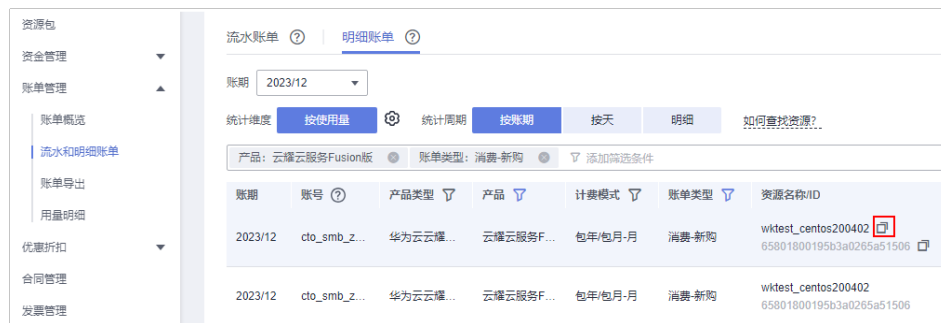 资源包
资金管理
账单管理
账单概览
流水和明细账单
账单导出
用量明细
优惠折扣
合同管理
发票管理
流水账单 明细账单
账期 2023/12
统计维度 按使用量 统计周期 按账期 按天 明细 如何查找资源?
产品：云耀云服务Fusion版 账单类型：消费-新购 添加筛选条件
账期 账号 产品类型 产品 计费模式 账单类型 资源名称/ID
2023/12 cto_smb_z... 华为云云耀... 云耀云服务F... 包年/包月-月 消费-新购 wktest_centos200402
65801800195b3a0265a51506
2023/12 cto_smb_z... 华为云云耀... 云耀云服务F... 包年/包月-月 消费-新购 wktest_centos200402
65801800195b3a0265a51506